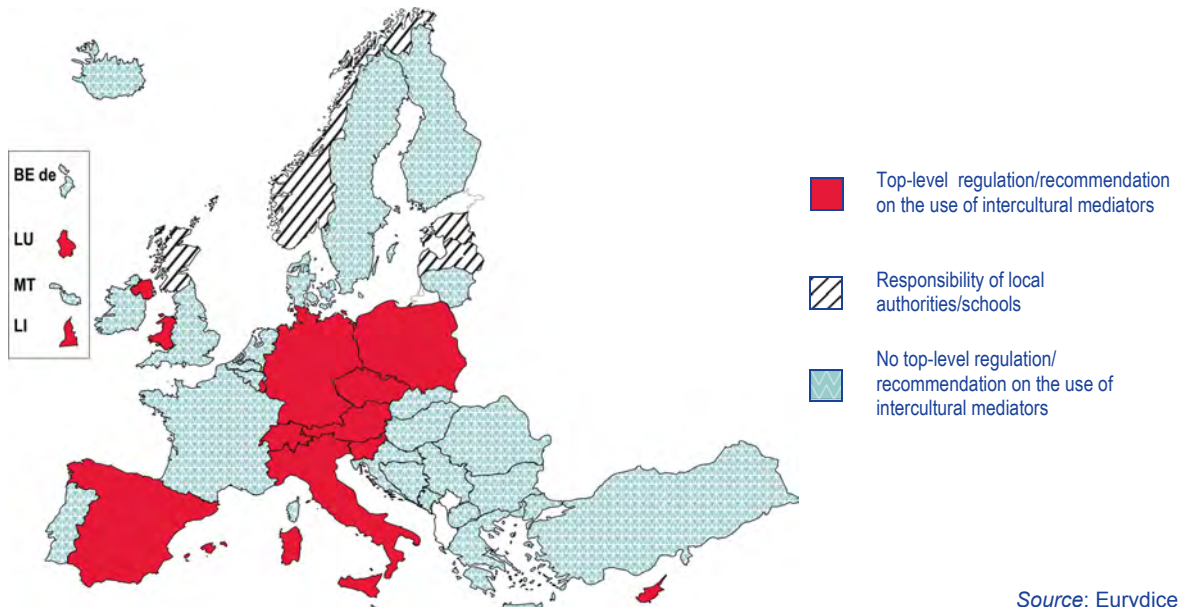 BE de
LU
MT
LI
Top-level regulation/recommendation
on the use of intercultural mediators
Responsibility of local
authorities/schools
No top-level regulation/
recommendation on the use of
intercultural mediators
Source: Eurydice